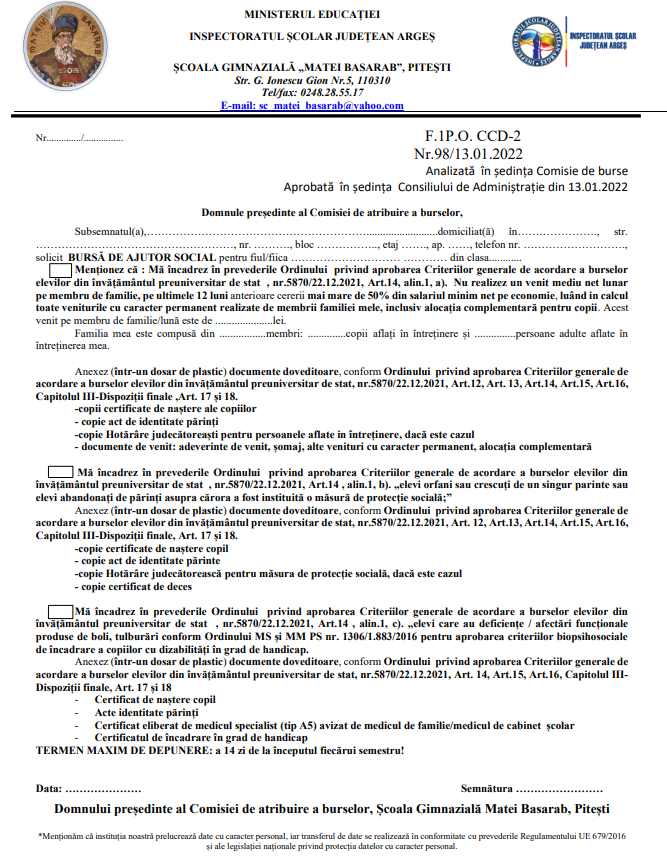 MATEIU BASARAB
MINISTERUL EDUCAȚIEI
INSPECTORATUL ȘCOLAR JUDEȚEAN ARGEȘ
INSPECTORATUL ȘCOLAR
JUDEȚEAN ARGEȘ
ȘCOALA GIMNAZIALĂ „MATEI BASARAB”, PITEȘTI
Str. G. Ionescu Gion Nr.5, 110310
Tel/fax: 0248.28.55.17
E-mail: sc_matei_basarab@yahoo.com
Nr............../...............
F.1P.O. CCD-2
Nr.98/13.01.2022
Analizată în ședința Comisie de burse
Aprobată în ședința Consiliului de Administrație din 13.01.2022
Domnule președinte al Comisiei de atribuire a burselor,
Subsemnatul(a),……………………………………………………..........................domiciliat(ă) în…………………, str.
………………………………………………, nr. ………., bloc …………….., etaj ……., ap. ……, telefon nr. ……………………….,
solicit BURSĂ DE AJUTOR SOCIAL pentru fiul/fiica ………………… ………… din clasa............
Menționez că : Mă încadrez în prevederile Ordinului privind aprobarea Criteriilor generale de acordare a burselor
elevilor din învățământul preuniversitar de stat , nr.5870/22.12.2021, Art.14, alin.1, a). Nu realizez un venit mediu net lunar
pe membru de familie, pe ultimele 12 luni anterioare cererii mai mare de 50% din salariul minim net pe economie, luând in calcul
toate veniturile cu caracter permanent realizate de membrii familiei mele, inclusiv alocația complementară pentru copii. Acest
venit pe membru de familie/lună este de .....................lei.
Familia mea este compusă din .................membri: ..............copii aflați în întreținere și ...............persoane adulte aflate în
întreținerea mea.
Anexez (într-un dosar de plastic) documente doveditoare, conform Ordinului privind aprobarea Criteriilor generale de
acordare a burselor elevilor din învățământul preuniversitar de stat, nr.5870/22.12.2021, Art.12, Art. 13, Art.14, Art.15, Art.16,
Capitolul III-Dispoziții finale ,Art. 17 și 18.
-copii certificate de naștere ale copiilor
- copie act de identitate părinți
-copie Hotărâre judecătorești pentru persoanele aflate in întreținere, dacă este cazul
- documente de venit: adeverinte de venit, șomaj, alte venituri cu caracter permanent, alocația complementară
Mă încadrez în prevederile Ordinului privind aprobarea Criteriilor generale de acordare a burselor elevilor din
învățământul preuniversitar de stat , nr.5870/22.12.2021, Art.14 , alin.1, b). „elevi orfani sau crescuți de un singur parinte sau
elevi abandonați de părinți asupra cărora a fost instituită o măsură de protecție socială;”
Anexez (într-un dosar de plastic) documente doveditoare, conform Ordinului privind aprobarea Criteriilor generale de
acordare a burselor elevilor din învățământul preuniversitar de stat, nr.5870/22.12.2021, Art. 12, Art.13, Art.14, Art.15, Art.16,
Capitolul III-Dispoziții finale, Art. 17 și 18.
-copie certificate de naștere copil
- copie act de identitate părinte
-copie Hotărâre judecătorească pentru măsura de protecție socială, dacă este cazul
- copie certificat de deces
Mă încadrez în prevederile Ordinului privind aprobarea Criteriilor generale de acordare a burselor elevilor din
învățământul preuniversitar de stat , nr.5870/22.12.2021, Art.14 , alin.1, c). „elevi care au deficiențe / afectări funcționale
produse de boli, tulburări conform Ordinului MS și MM PS nr. 1306/1.883/2016 pentru aprobarea criteriilor biopsihosociale
de încadrare a copiilor cu dizabilități în grad de handicap.
Anexez (într-un dosar de plastic) documente doveditoare, conform Ordinului privind aprobarea Criteriilor generale de
acordare a burselor elevilor din învățământul preuniversitar de stat, nr.5870/22.12.2021, Art. 14, Art.15, Art.16, Capitolul III-
Dispoziții finale, Art. 17 și 18
- Certificat de naștere copil
- Acte identitate părinți
- Certificat eliberat de medicul specialist (tip A5) avizat de medicul de familie/medicul de cabinet școlar
- Certificatul de încadrare în grad de handicap
TERMEN MAXIM DE DEPUNERE: a 14 zi de la începutul fiecărui semestru!
Data: …………………
Semnătura ……………………
Domnului președinte al Comisiei de atribuire a burselor, Școala Gimnazială Matei Basarab, Pitești
*Menționăm că instituția noastră prelucrează date cu caracter personal, iar transferul de date se realizează în conformitate cu prevederile Regulamentului UE 679/2016
și ale legislației naționale privind protecția datelor cu caracter personal.